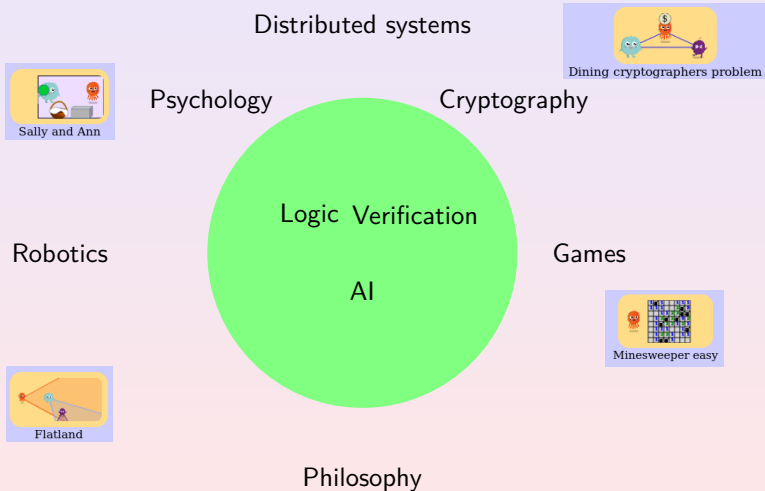 Distributed systems
$
Dining cryptographers problem
Psychology
Cryptography
Sally and Ann
Logic Verification
Robotics
Games
AI
Minesweeper easy
Flatland
Philosophy